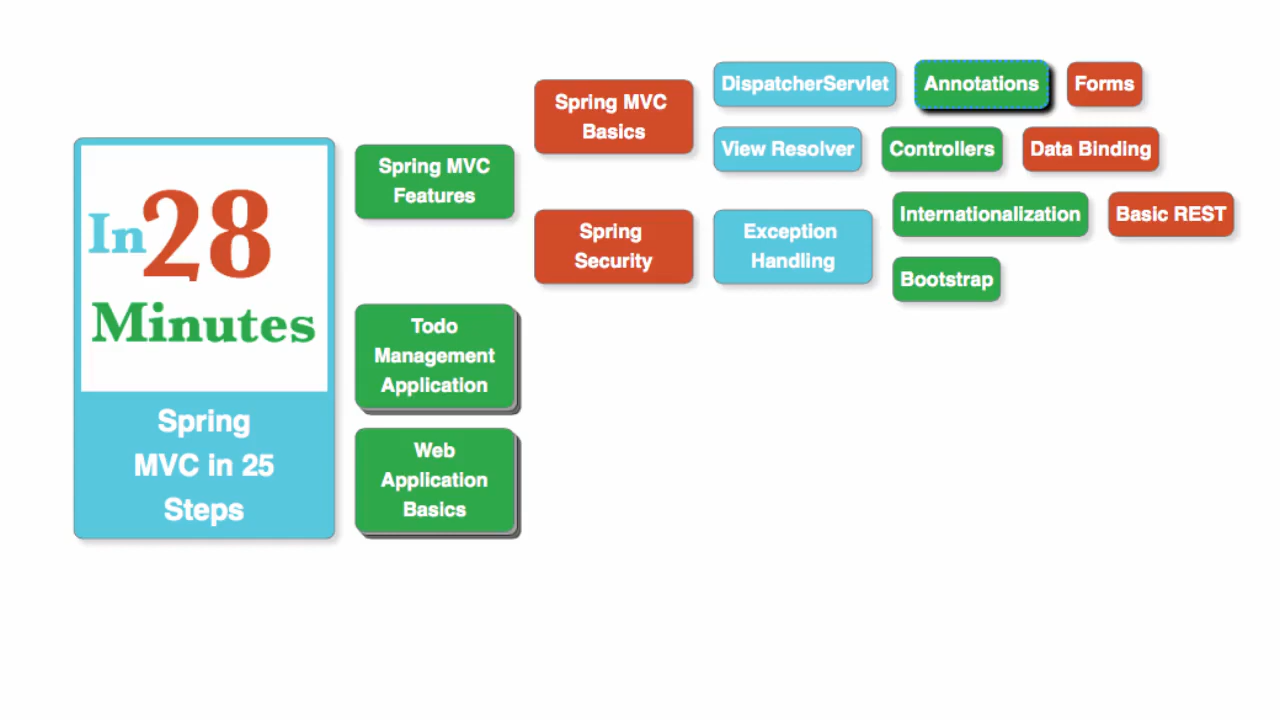 In28
Minutes
Spring
MVC in 25
Steps
Spring MVC
Features
Todo
Management
Application
Web
Application
Basics
Spring MVC
Basics
DispatcherServlet
Annotations
Forms
View Resolver
Controllers
Data Binding
Spring
Security
Exception
Handling
Internationalization
Basic REST
Bootstrap